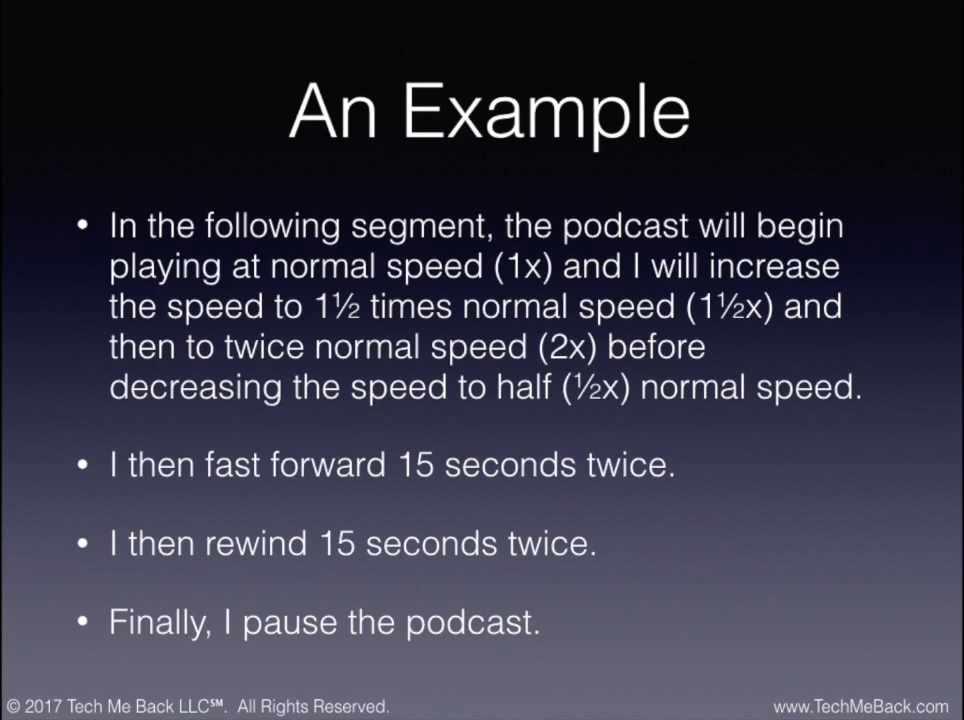 An Example
• In the following segment, the podcast will begin
playing at normal speed (1x) and I will increase
the speed to 1½ times normal speed (1½x) and
then to twice normal speed (2x) before
decreasing the speed to half (½x) normal speed.
• I then fast forward 15 seconds twice.
• I then rewind 15 seconds twice.
• Finally, I pause the podcast.
© 2017 Tech Me Back LLC℠. All Rights Reserved.
www.TechMeBack.com